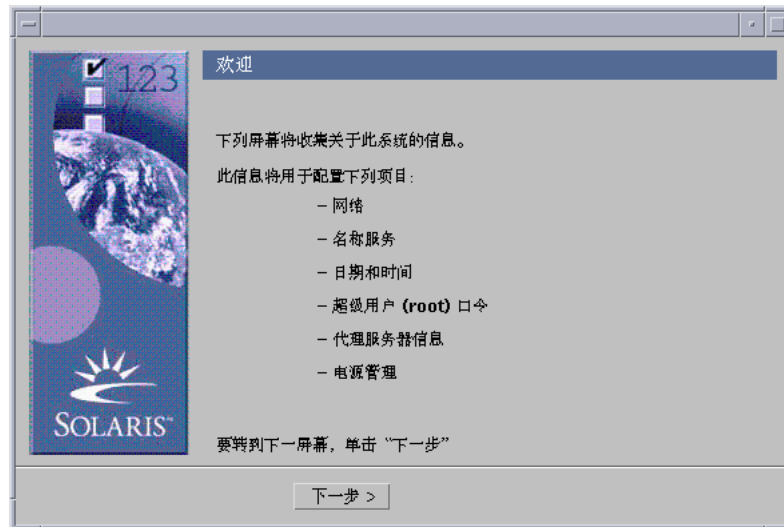 123
欢迎
下列屏幕将收集关于此系统的信息。
此信息将用于配置下列项目:
– 网络
– 名称服务
– 日期和时间
– 超级用户 (root) 口令
– 代理服务器信息
– 电源管理
SOLARIS™
要转到下一屏幕，单击“下一步”
下一步 >